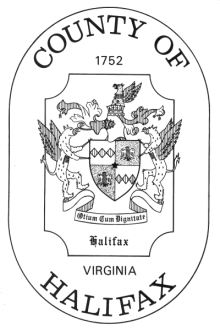 COUNTY OF
1752
Otium Cum Dignitate
Halifax
VIRGINIA
HALIFAX